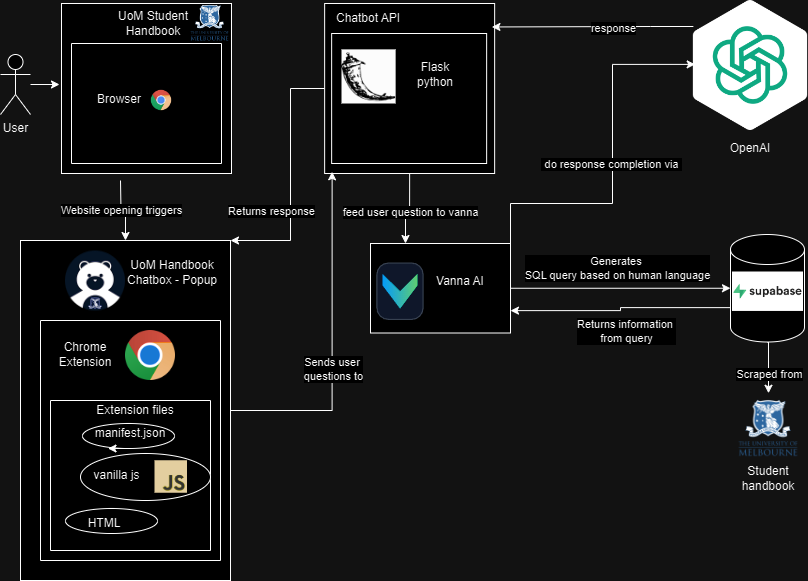 UoM Student
Handbook
THE UNIVERSITY OF
MELBOURNE
Browser
User
Website opening triggers
Chatbot API
Flask
python
response
OpenAI
do response completion via
Returns response
feed user question to vanna
UoM Handbook
Chatbox - Popup
Vanna AI
Generates
SQL query based on human language
supabase
Returns information
from query
Chrome
Extension
Sends user
questions to
Scraped from
Extension files
manifest.json
vanilla js
JS
HTML
THE UNIVERSITY OF
MELBOURNE
Student
handbook